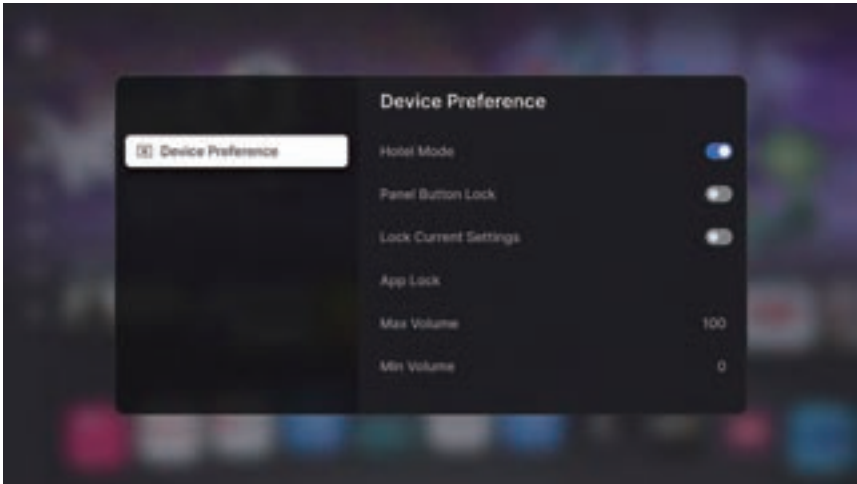 Device Preference
Device Preference
Hotel Mode
Panel Button Lock
Lock Current Settings
App Lock
Max Volume
100
Min Volume
0